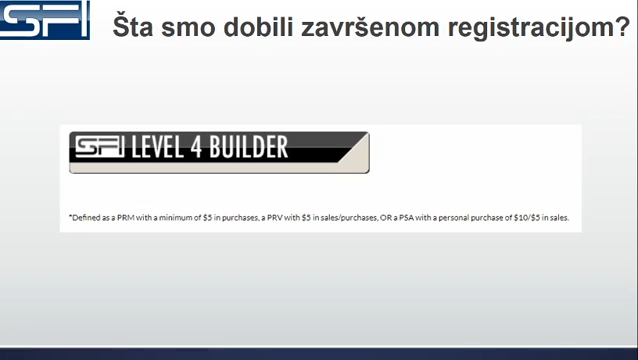 SFI
Šta smo dobili završenom registracijom?
SFI LEVEL 4 BUILDER
*Defined as a PRM with a minimum of $5 in purchases, a PRV with $5 in sales/purchases, OR a PSA with a personal purchase of $10/$5 in sales.